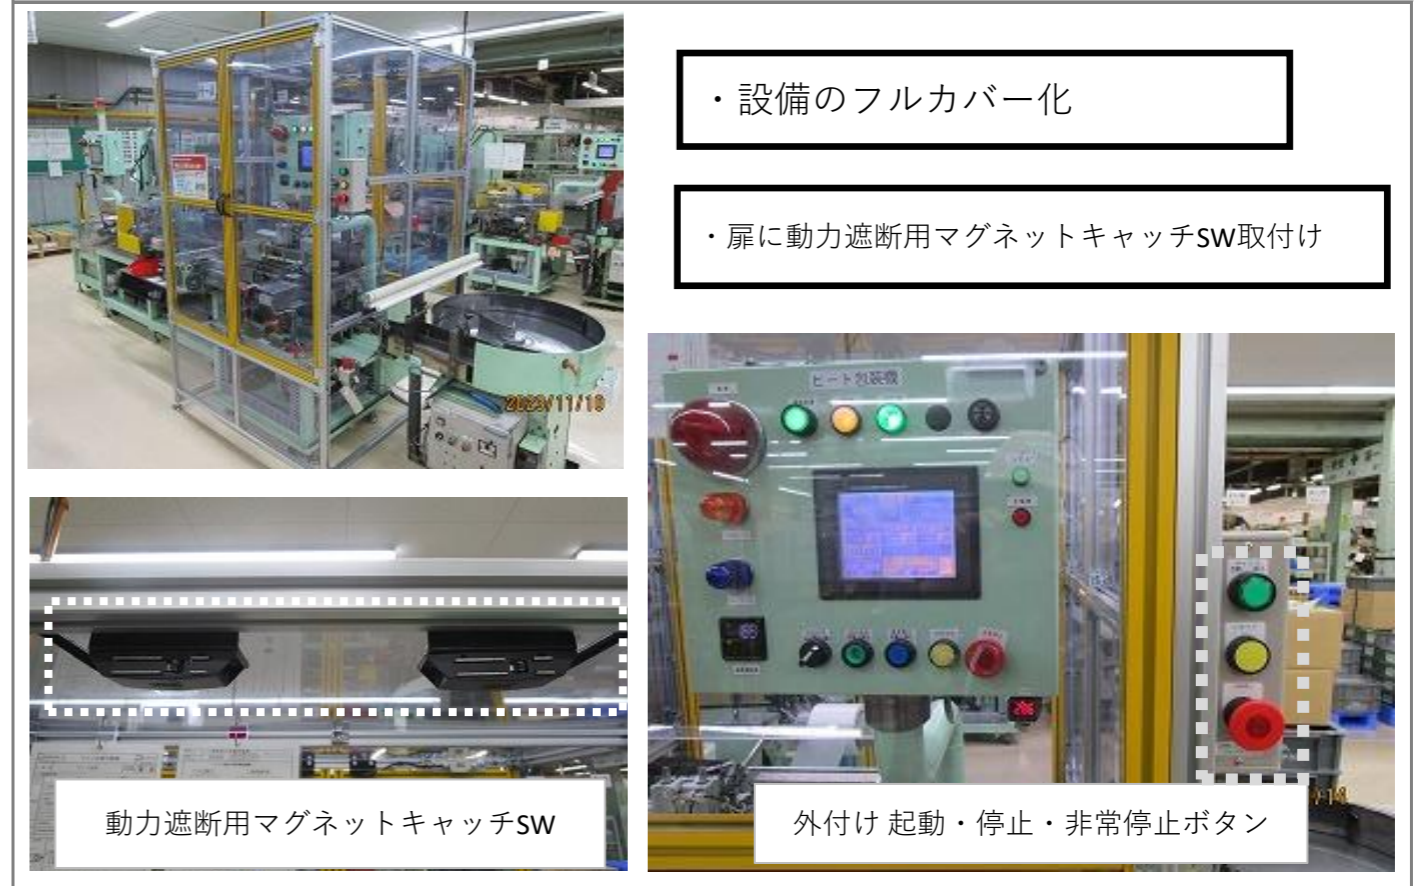 ・設備のフルカバー化
・扉に動力遮断用マグネットキャッチSW取付け
2023/11/10
ヒート包装機
動力遮断用マグネットキャッチSW
外付け 起動・停止・非常停止ボタン